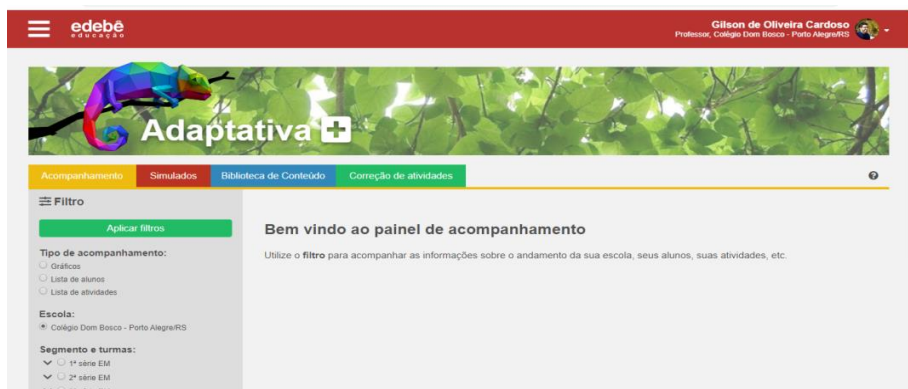 edebê
educação
Gilson de Oliveira Cardoso
Professor, Colégio Dom Bosco - Porto Alegre/RS
Adaptativa +
Acompanhamento
Simulados
Biblioteca de Conteúdo
Correção de atividades
?
Filtro
Aplicar filtros
Tipo de acompanhamento:
Gráficos
Lista de alunos
Lista de atividades
Escola:
Colégio Dom Bosco - Porto Alegre/RS
Segmento e turmas:
1ª série EM
2ª série EM
Bem vindo ao painel de acompanhamento
Utilize o filtro para acompanhar as informações sobre o andamento da sua escola, seus alunos, suas atividades, etc.